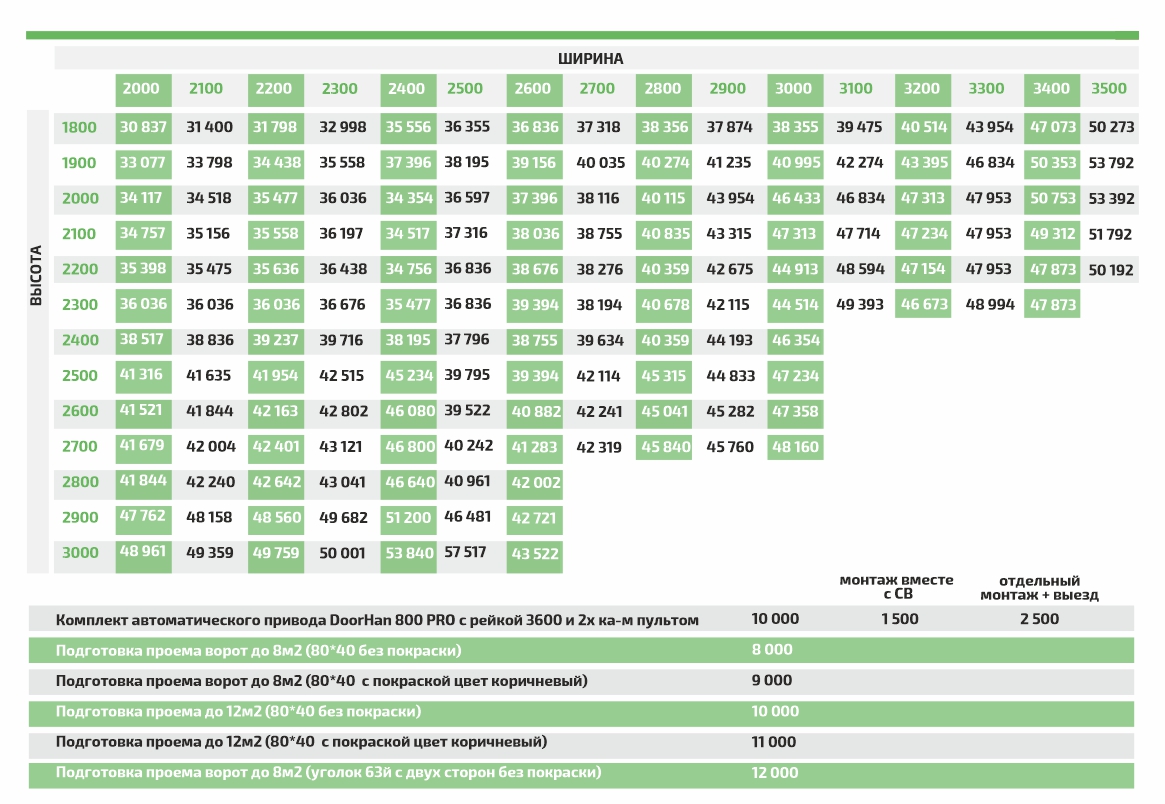 ШИРИНА
2000 2100 2200 2300 2400 2500 2600 2700 2800 2900 3000 3100 3200 3300 3400 3500
ВЫСОТА
1800 30 837 31 400 31 798 32 998 35 556 36 355 36 836 37 318 38 356 37 874 38 355 39 475 40 514 43 954 47 073 50 273
1900 33 077 33 798 34 438 35 558 37 396 38 195 39 156 40 035 40 274 41 235 40 995 42 274 43 395 46 834 50 353 53 792
2000 34 117 34 518 35 477 36 036 34 354 36 597 37 396 38 116 40 115 43 954 46 433 46 834 47 313 47 953 50 753 53 392
2100 34 757 35 156 35 558 36 197 34 517 37 316 38 036 38 755 40 835 43 315 47 313 47 714 47 234 47 953 49 312 51 792
2200 35 398 35 475 35 636 36 438 34 756 36 836 38 676 38 276 40 359 42 675 44 913 48 594 47 154 47 953 47 873 50 192
2300 36 036 36 036 36 036 36 676 35 477 36 836 39 394 38 194 40 678 42 115 44 514 49 393 46 673 48 994 47 873
2400 38 517 38 836 39 237 39 716 38 195 37 796 38 755 39 634 40 359 44 193 46 354
2500 41 316 41 635 41 954 42 515 45 234 39 795 39 394 42 114 45 315 44 833 47 234
2600 41 521 41 844 42 163 42 802 46 080 39 522 40 882 42 241 45 041 45 282 47 358
2700 41 679 42 004 42 401 43 121 46 800 40 242 41 283 42 319 45 840 45 760 48 160
2800 41 844 42 240 42 642 43 041 46 640 40 961 42 002
2900 47 762 48 158 48 560 49 682 51 200 46 481 42 721
3000 48 961 49 359 49 759 50 001 53 840 57 517 43 522
монтаж вместе отдельный
с СВ монтаж + выезд
Комплект автоматического привода DoorHan 800 PRO с рейкой 3600 и 2х ка-м пультом 10 000 1 500 2 500
Подготовка проема ворот до 8м2 (80*40 без покраски) 8 000
Подготовка проема ворот до 8м2 (80*40 с покраской цвет коричневый) 9 000
Подготовка проема до 12м2 (80*40 без покраски) 10 000
Подготовка проема до 12м2 (80*40 с покраской цвет коричневый) 11 000
Подготовка проема ворот до 8м2 (уголок 63й с двух сторон без покраски) 12 000